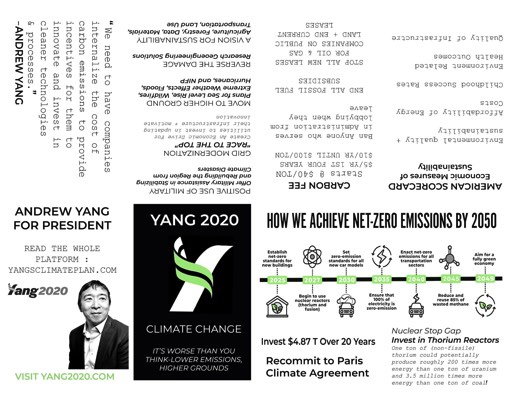 "We need to have companies
internalize the cost of
carbon emissions to provide
incentives for them to
innovate and invest in
cleaner technologies
& processes."
-ANDREW YANG
POSITIVE USE OF MILITARY
Offer Military Assistance in Stabilizing
and Rebuilding the Region from
Climate Disasters
GRID MODERNIZATION
"RACE TO THE TOP"
Create an Economic Drive for
utilities to invest in updating
their infrastructure + motivate
innovation
MOVE TO HIGHER GROUND
Plans for Sea Level Rise, Wildfires,
Extreme Weather Effects, Floods,
Hurricanes, and NFIP
REVERSE THE DAMAGE
Research Geoengineering Solutions
A VISION FOR SUSTAINABILITY
Agriculture, Forestry, Data, Materials,
Transportation, Land Use,
CARBON FEE
Starts @ $40/TON
$5/YR 1ST FOUR YEARS
$10/YR UNTIL $100/TON
Ban Anyone who serves
in Administration from
lobbying when they
leave
END ALL FOSSIL FUEL
SUBSIDIES
STOP ALL NEW LEASES
FOR OIL & GAS
COMPANIES ON PUBLIC
LAND + END CURRENT
LEASES
AMERICAN SCORECARD
Economic Measures of
Sustainability
Environmental quality +
sustainability
Affordability of Energy
Costs
Childhood Success Rates
Environment Related
Health Outcomes
Quality of Infrastructure
ANDREW YANG
FOR PRESIDENT
READ THE WHOLE
PLATFORM :
YANGSCLIMATEPLAN.COM
Yang2020
VISIT YANG2020.COM
YANG 2020
CLIMATE CHANGE
IT'S WORSE THAN YOU
THINK-LOWER EMISSIONS,
HIGHER GROUNDS
HOW WE ACHIEVE NET-ZERO EMISSIONS BY 2050
Establish
net-zero
standards for
new buildings
Set
zero-emission
standards for all
new car models
Enact net-zero
emissions for all
transportation
sectors
Aim for a
fully green
economy
2025
2027
2030
2035
2040
Begin to use
nuclear reactors
(thorium and
fusion)
Ensure that
100% of
electricity is
zero-emission
Reduce and
reuse 85% of
wasted methane
Invest $4.87 T Over 20 Years
Recommit to Paris
Climate Agreement
Nuclear Stop Gap
Invest in Thorium Reactors
One ton of (non-fissile)
thorium could potentially
produce roughly 200 times more
energy than one ton of uranium
and 3.5 million times more
energy than one ton of coal!